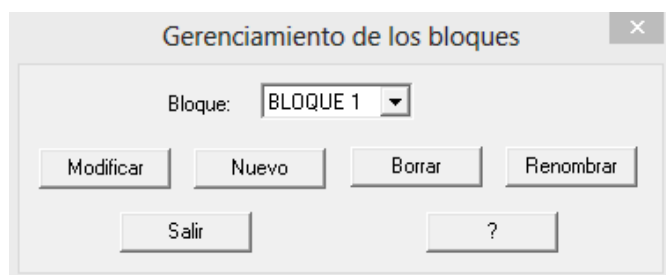 Gerenciamiento de los bloques
Bloque: BLOQUE 1
Modificar Nuevo Borrar Renombrar
Salir ?